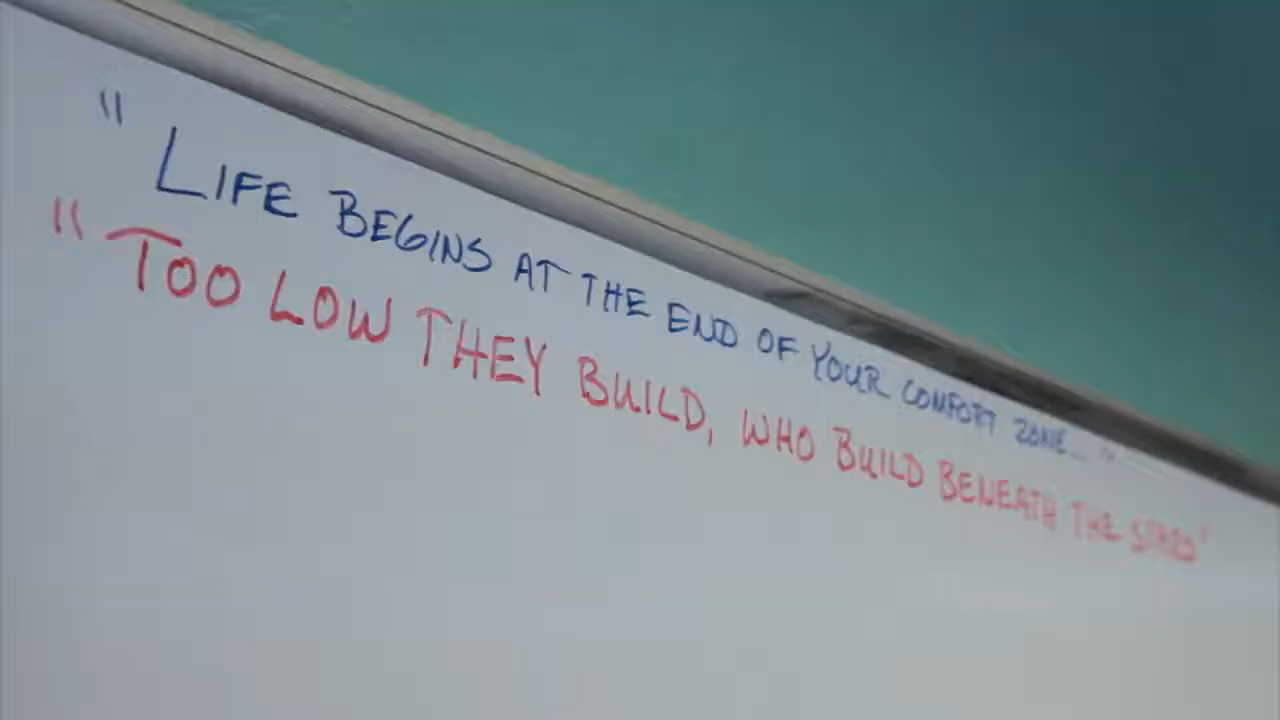 "LIFE BEGINS AT THE END OF YOUR COMFORT ZONE..."
"TOO LOW THEY BUILD, WHO BUILD BENEATH THE STARS"